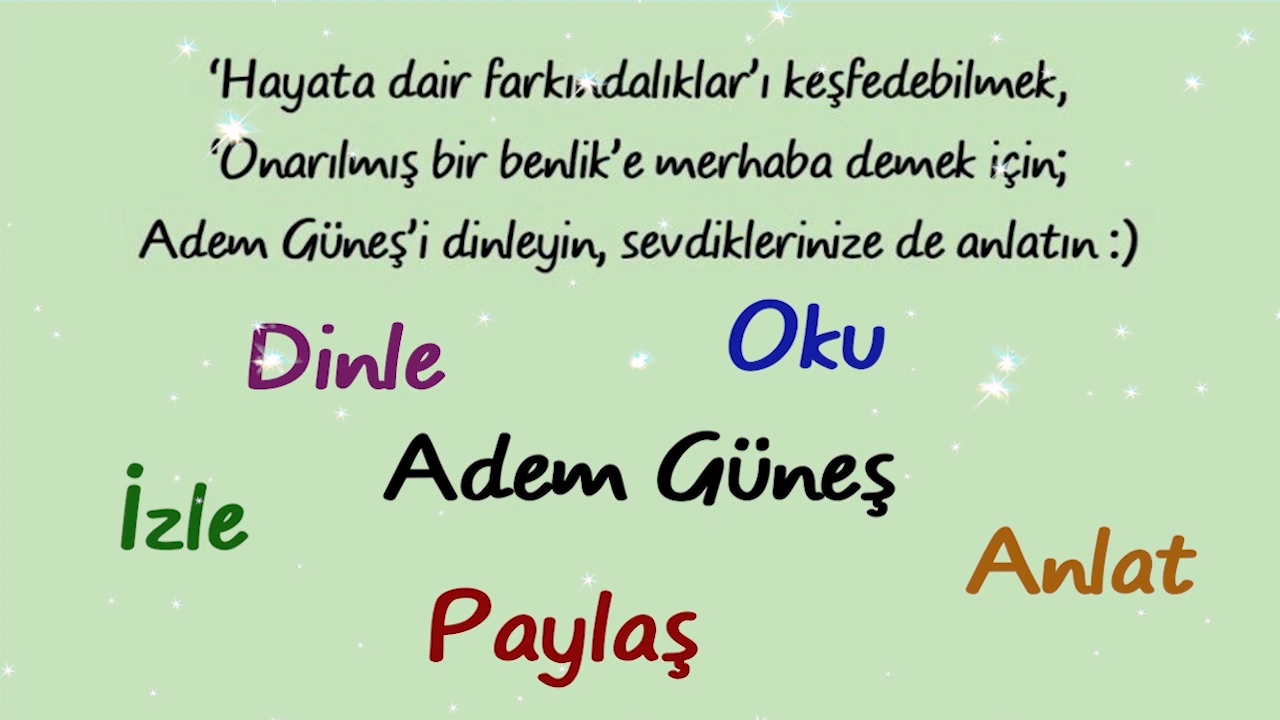 ‘Hayata dair farkındalıklar’ı keşfedebilmek,
‘Onarılmış bir benlik’e merhaba demek için;
Adem Güneş’i dinleyin, sevdiklerinize de anlatın :)
Dinle
Oku
Adem Güneş
İzle
Anlat
Paylaş